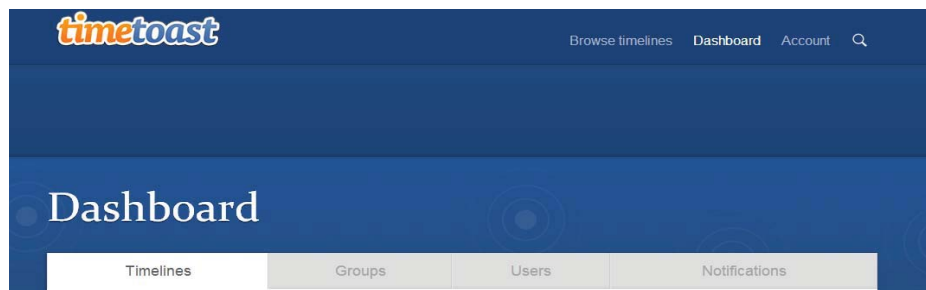 timetoast
Browse timelines Dashboard Account
Dashboard
Timelines Groups Users Notifications